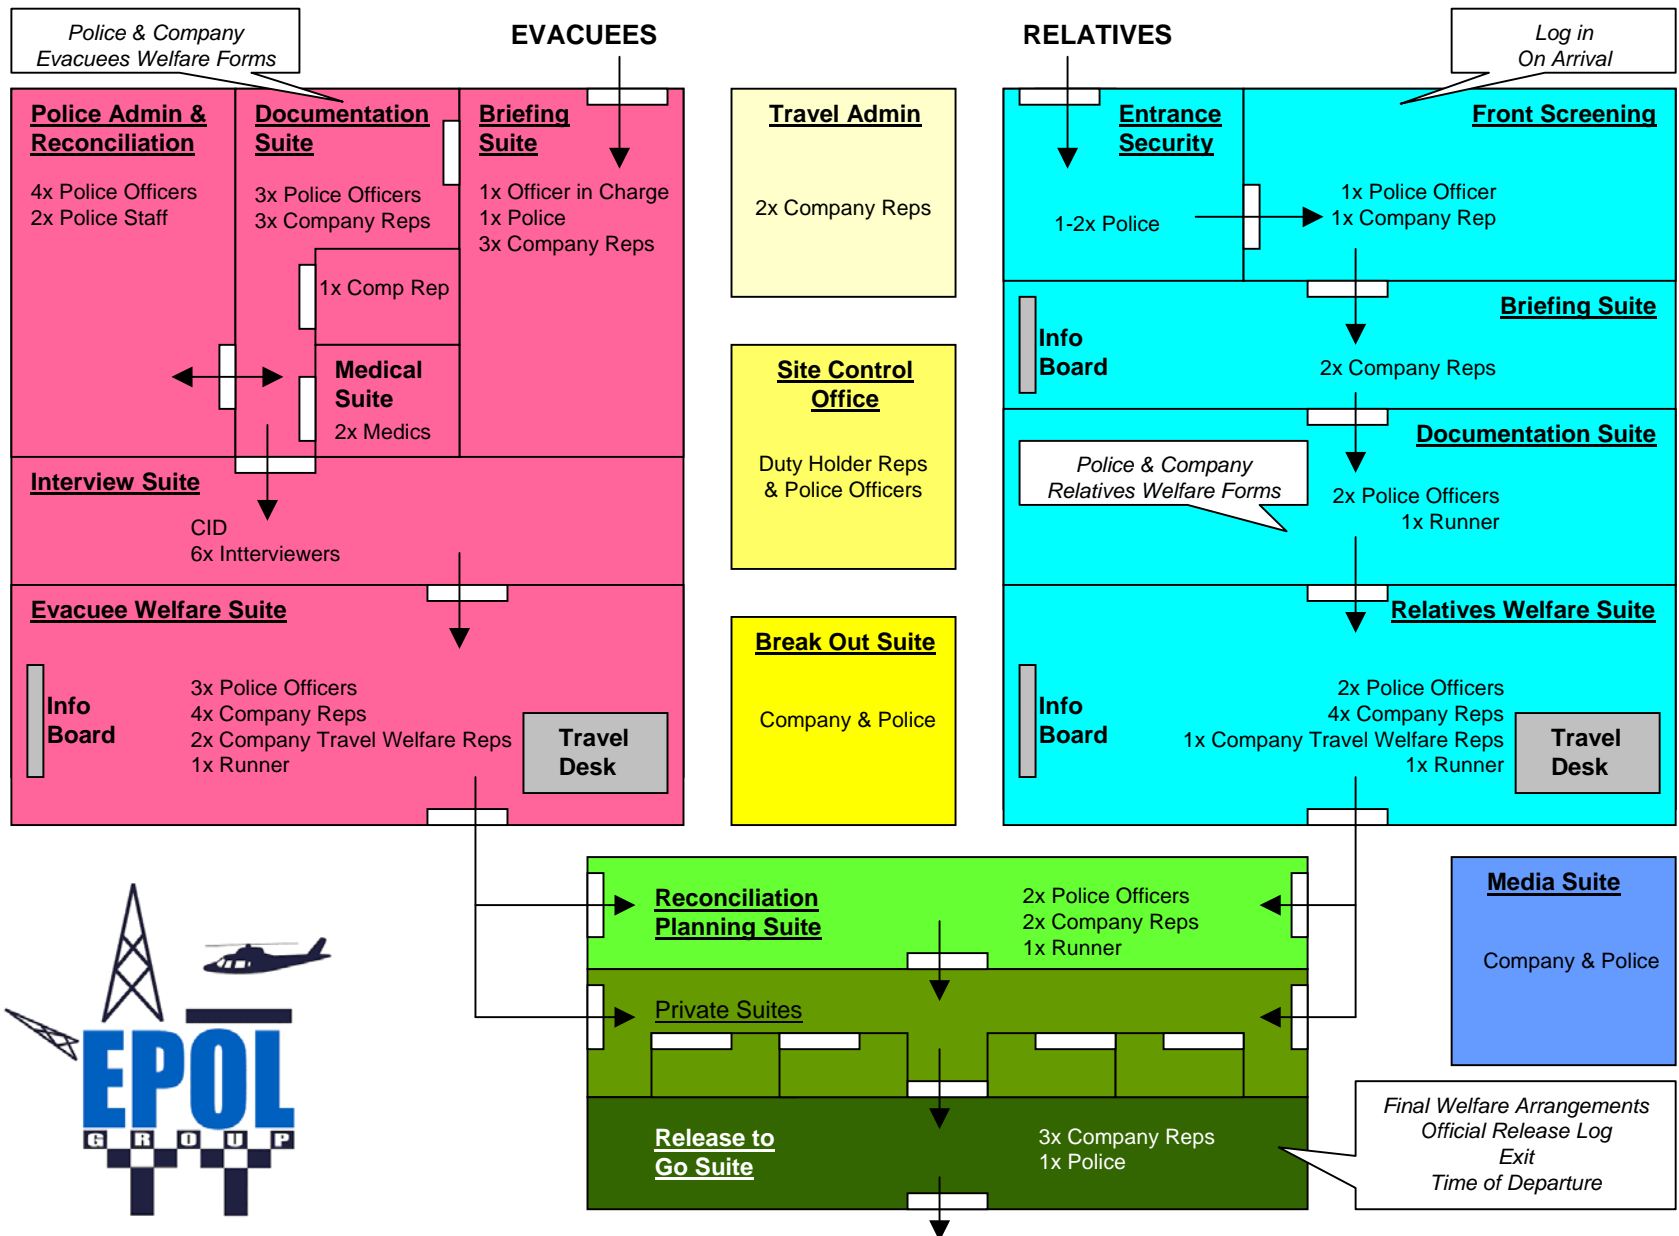 Police & Company
Evacuees Welfare Forms
EVACUEES
RELATIVES
Log in
On Arrival
Police Admin &
Reconciliation
4x Police Officers
2x Police Staff
Documentation
Suite
3x Police Officers
3x Company Reps
1x Comp Rep
Medical
Suite
2x Medics
Briefing
Suite
1x Officer in Charge
1x Police
3x Company Reps
Interview Suite
CID
6x Intterviewers
Evacuee Welfare Suite
Info
Board
3x Police Officers
4x Company Reps
2x Company Travel Welfare Reps
1x Runner
Travel
Desk
Travel Admin
2x Company Reps
Site Control
Office
Duty Holder Reps
& Police Officers
Break Out Suite
Company & Police
Entrance
Security
1-2x Police
Front Screening
1x Police Officer
1x Company Rep
Briefing Suite
Info
Board
2x Company Reps
Documentation Suite
Police & Company
Relatives Welfare Forms
2x Police Officers
1x Runner
Relatives Welfare Suite
Info
Board
2x Police Officers
4x Company Reps
1x Company Travel Welfare Reps
1x Runner
Travel
Desk
Reconciliation
Planning Suite
2x Police Officers
2x Company Reps
1x Runner
Private Suites
Release to
Go Suite
3x Company Reps
1x Police
Media Suite
Company & Police
Final Welfare Arrangements
Official Release Log
Exit
Time of Departure
EPOL
GROUP